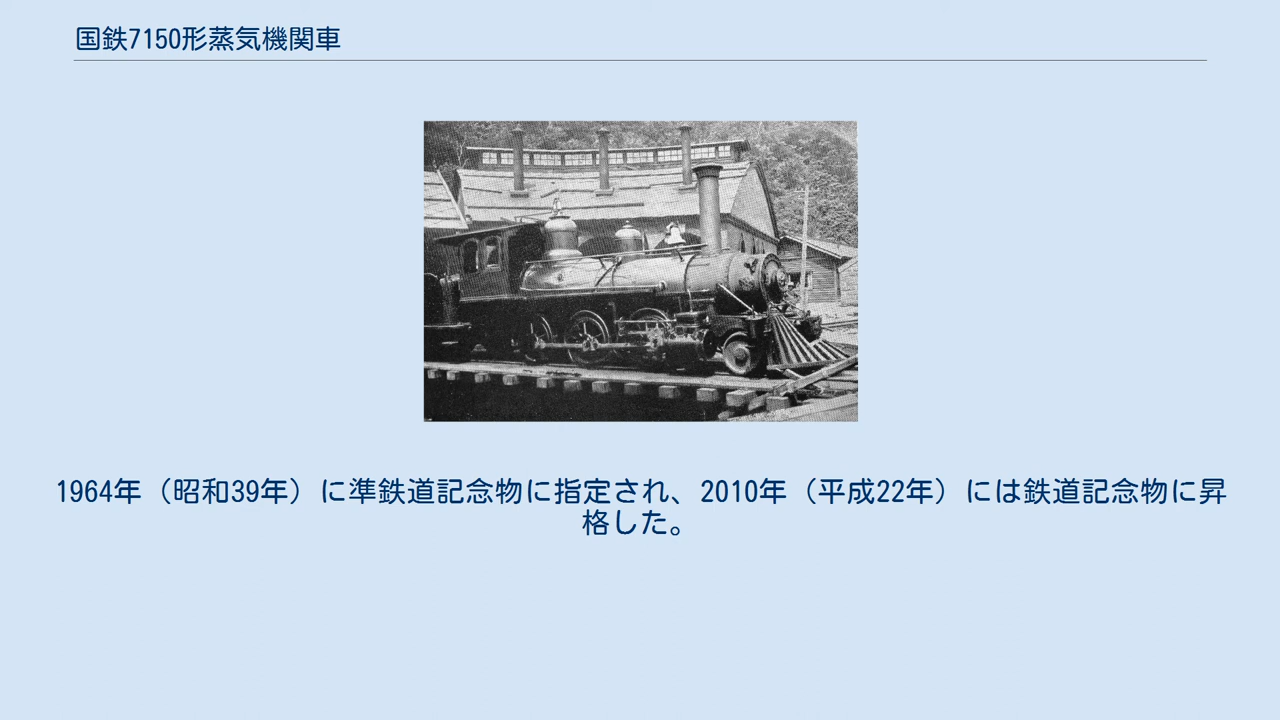 国鉄7150形蒸気機関車
1964年（昭和39年）に準鉄道記念物に指定され、2010年（平成22年）には鉄道記念物に昇
格した。